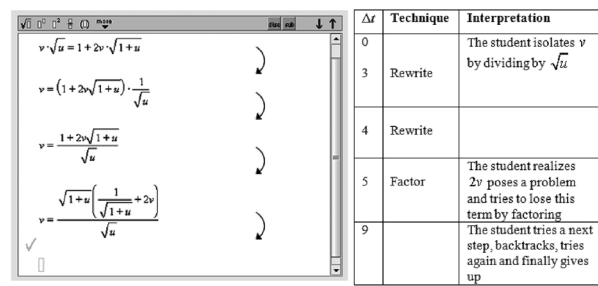 more
disc sub
v·√u = 1+2v·√1+u
v=(1+2v√1+u)·1/√u
v= 1+2v√1+u / √u
v= √1+u(1/√1+u +2v) / √u
Δt Technique Interpretation
0 The student isolates v
by dividing by √u
3 Rewrite
4 Rewrite
5 Factor The student realizes
2v poses a problem
and tries to lose this
term by factoring
9 The student tries a next
step, backtracks, tries
again and finally gives
up